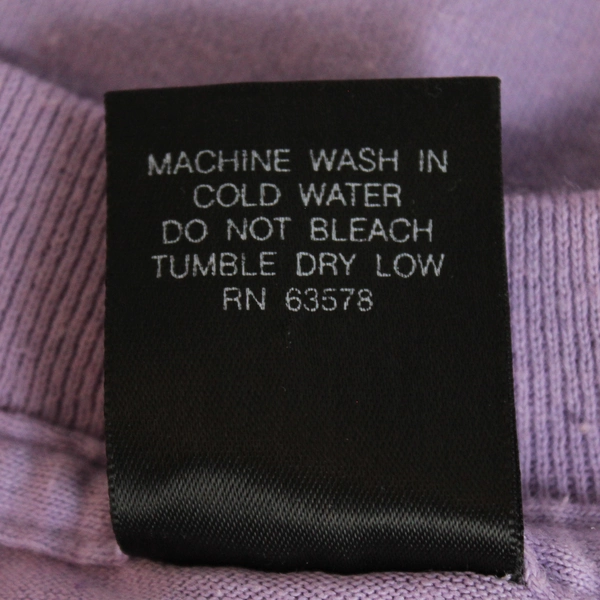 MACHINE WASH IN
COLD WATER
DO NOT BLEACH
TUMBLE DRY LOW
RN 63578